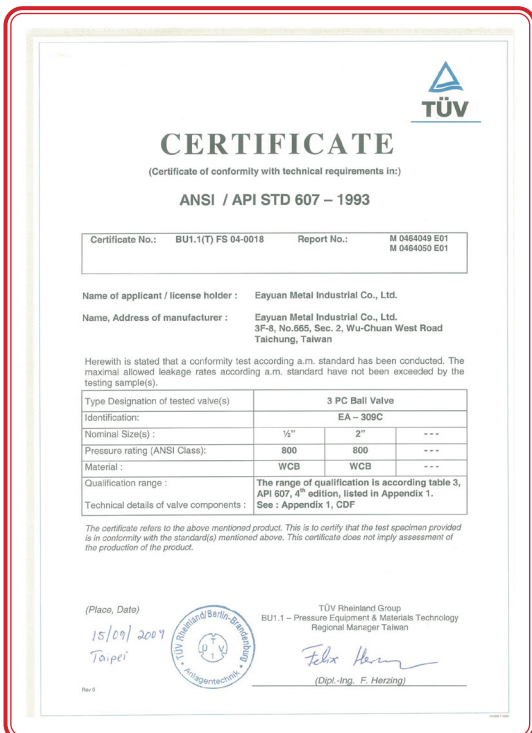 TÜV
CERTIFICATE
(Certificate of conformity with technical requirements in:)
ANSI / API STD 607 – 1993
Certificate No.: BU1.1(T) FS 04-0018 Report No.: M 0464049 E01
M 0464050 E01
Name of applicant / license holder : Eayuan Metal Industrial Co., Ltd.
Name, Address of manufacturer : Eayuan Metal Industrial Co., Ltd.
3F-8, No.665, Sec. 2, Wu-Chuan West Road
Taichung, Taiwan
Herewith is stated that a conformity test according a.m. standard has been conducted. The
maximal allowed leakage rates according a.m. standard have not been exceeded by the
testing sample(s).
Type Designation of tested valve(s) 3 PC Ball Valve
Identification: EA – 309C
Nominal Size(s) : ½" 2" ---
Pressure rating (ANSI Class): 800 800 ---
Material : WCB WCB ---
Qualification range : The range of qualification is according table 3,
API 607, 4th edition, listed in Appendix 1.
Technical details of valve components : See : Appendix 1, CDF
The certificate refers to the above mentioned product. This is to certify that the test specimen provided
is in conformity with the standard(s) mentioned above. This certificate does not imply assessment of
the production of the product.
(Place, Date)
15/09/2004
Taipei
TÜV Rheinland/Berlin-Brandenburg
TÜV 1
Anlagentechnik
TÜV Rheinland Group
BU1.1 – Pressure Equipment & Materials Technology
Regional Manager Taiwan
Felix Herzing
(Dipl.-Ing. F. Herzing)
Rev 0